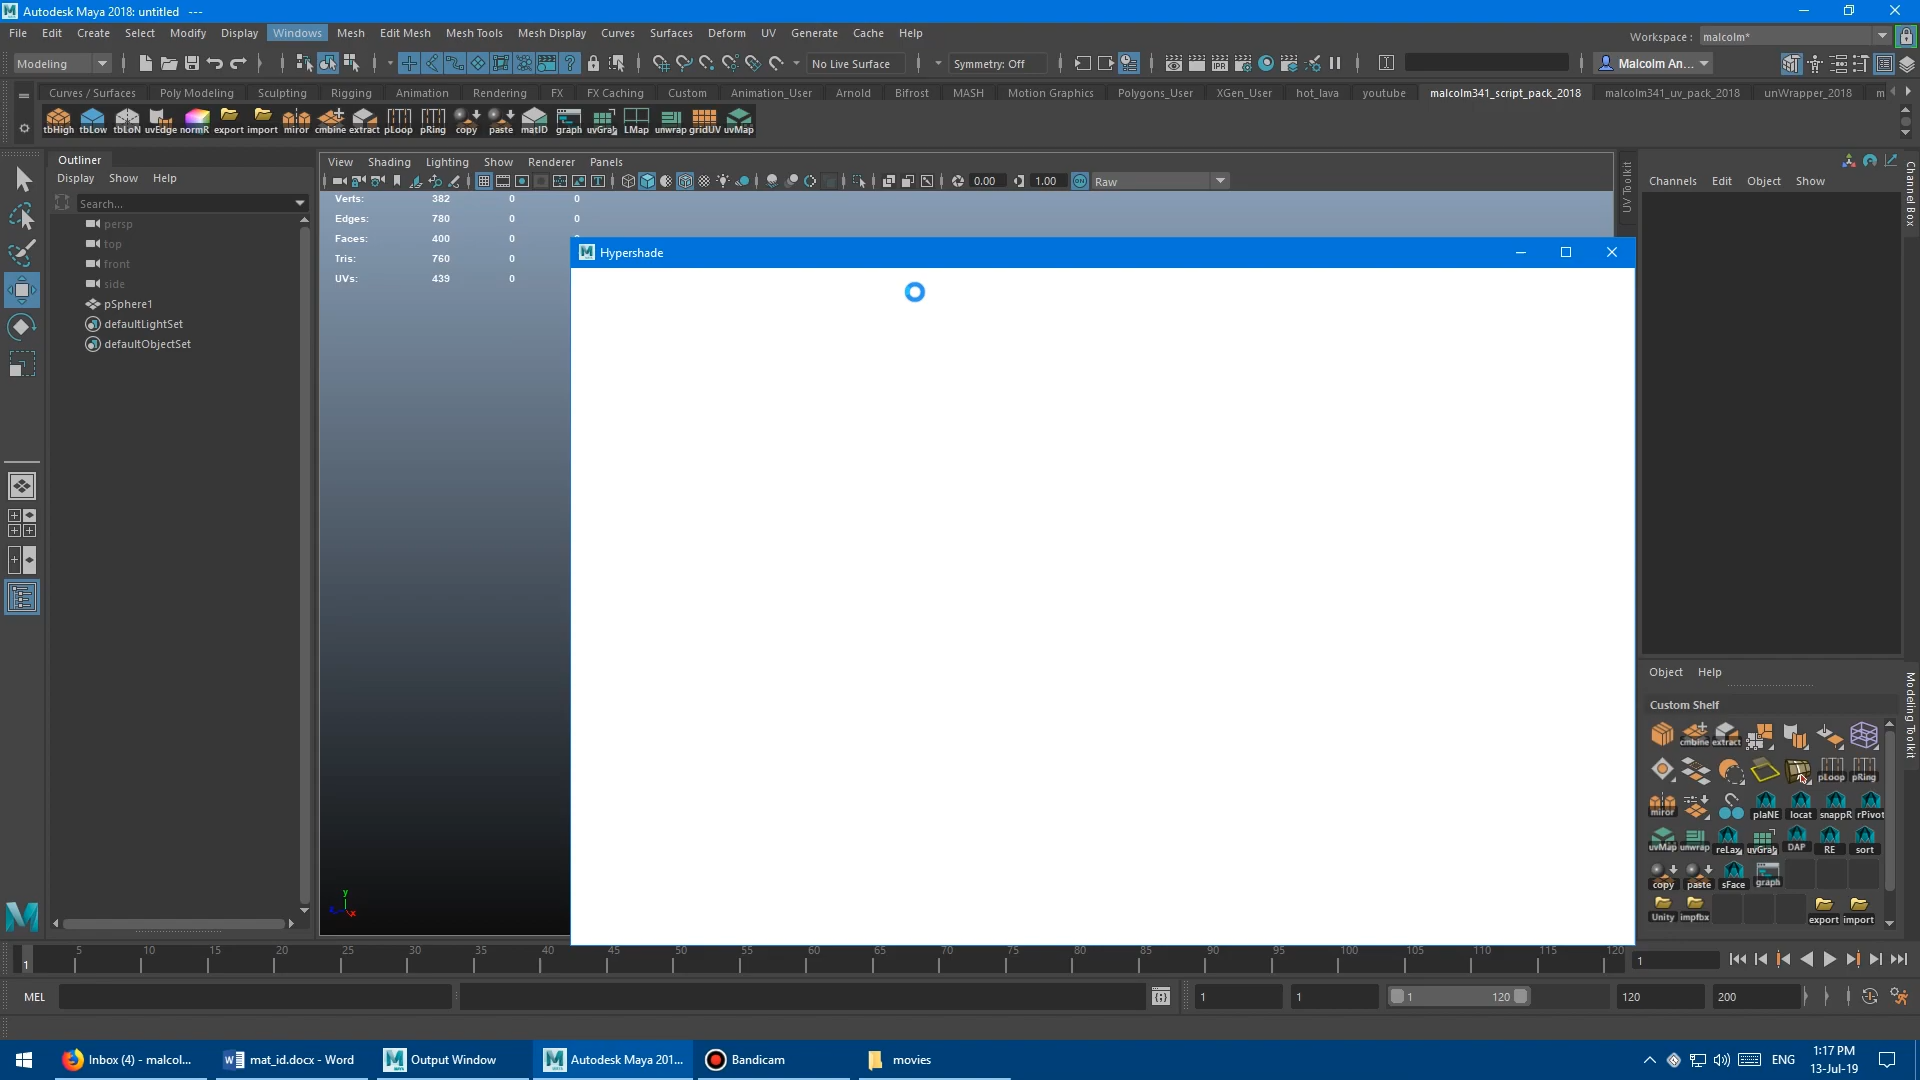 Autodesk Maya 2018: untitled   ---
File Edit Create Select Modify Display Windows Mesh Edit Mesh Mesh Tools Mesh Display Curves Surfaces Deform UV Generate Cache Help
Workspace : malcolm*
Modeling No Live Surface Symmetry: Off Malcolm An...
Curves / Surfaces Poly Modeling Sculpting Rigging Animation Rendering FX FX Caching Custom Animation_User Arnold Bifrost MASH Motion Graphics Polygons_User XGen_User hot_lava youtube malcolm341_script_pack_2018 malcolm341_uv_pack_2018 unWrapper_2018 m
tbHigh tbLow tbLoN uvEdge normR export import miror cmbine extract pLoop pRing copy paste matID graph uvGrab LMap unwrap gridUV uvMap
Outliner
Display Show Help
Search...
persp
top
front
side
pSphere1
defaultLightSet
defaultObjectSet
View Shading Lighting Show Renderer Panels
0.00 1.00 ON Raw
Verts: 382 0 0
Edges: 780 0 0
Faces: 400 0 0
Tris: 760 0
UVs: 439 0
Hypershade
y
x
UV Toolkit
Channels Edit Object Show
Channel Box
Object Help
Modeling Toolkit
Custom Shelf
cmbine extract
pLoop pRing
miror plaNE locat snappR rPivot
uvMap unwrap reLax uvGrab DAP RE sort
copy paste sFace graph
Unity impfbx export import
1 5 10 15 20 25 30 35 40 45 50 55 60 65 70 75 80 85 90 95 100 105 110 115 120 1
MEL 1 1 1 120 120 200
Inbox (4) - malcol... mat_id.docx - Word Output Window Autodesk Maya 201... Bandicam movies
ENG
1:17 PM
13-Jul-19